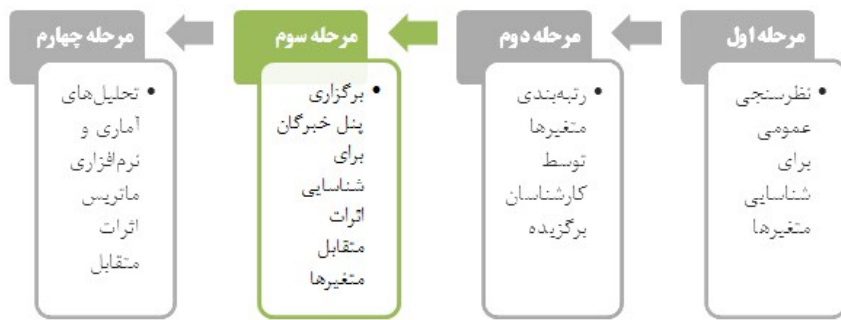 مرحله اول
• نظرسنجی
عمومی
برای
شناسایی
متغیرها
مرحله دوم
• رتبه‌بندی
متغیرها
توسط
کارشناسان
برگزیده
مرحله سوم
• برگزاری
پنل خبرگان
برای
شناسایی
اثرات
متقابل
متغیرها
مرحله چهارم
• تحلیل‌های
آماری و
نرم‌افزاری
ماتریس
اثرات
متقابل